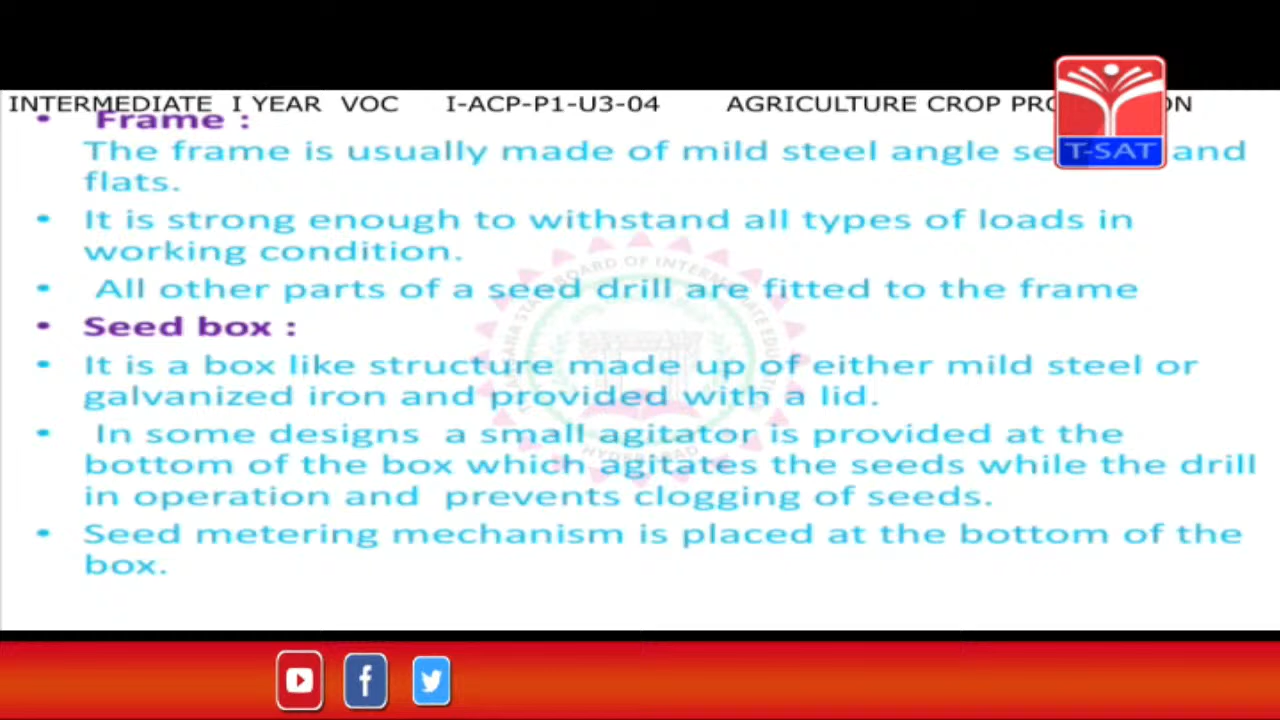 INTERMEDIATE I YEAR VOC I-ACP-P1-U3-04 AGRICULTURE CROP PRO ON
• Frame :
The frame is usually made of mild steel angle se and
flats.
• It is strong enough to withstand all types of loads in
working condition.
• All other parts of a seed drill are fitted to the frame
• Seed box :
• It is a box like structure made up of either mild steel or
galvanized iron and provided with a lid.
• In some designs a small agitator is provided at the
bottom of the box which agitates the seeds while the drill
in operation and prevents clogging of seeds.
• Seed metering mechanism is placed at the bottom of the
box.
T-SAT
HYDERABAD